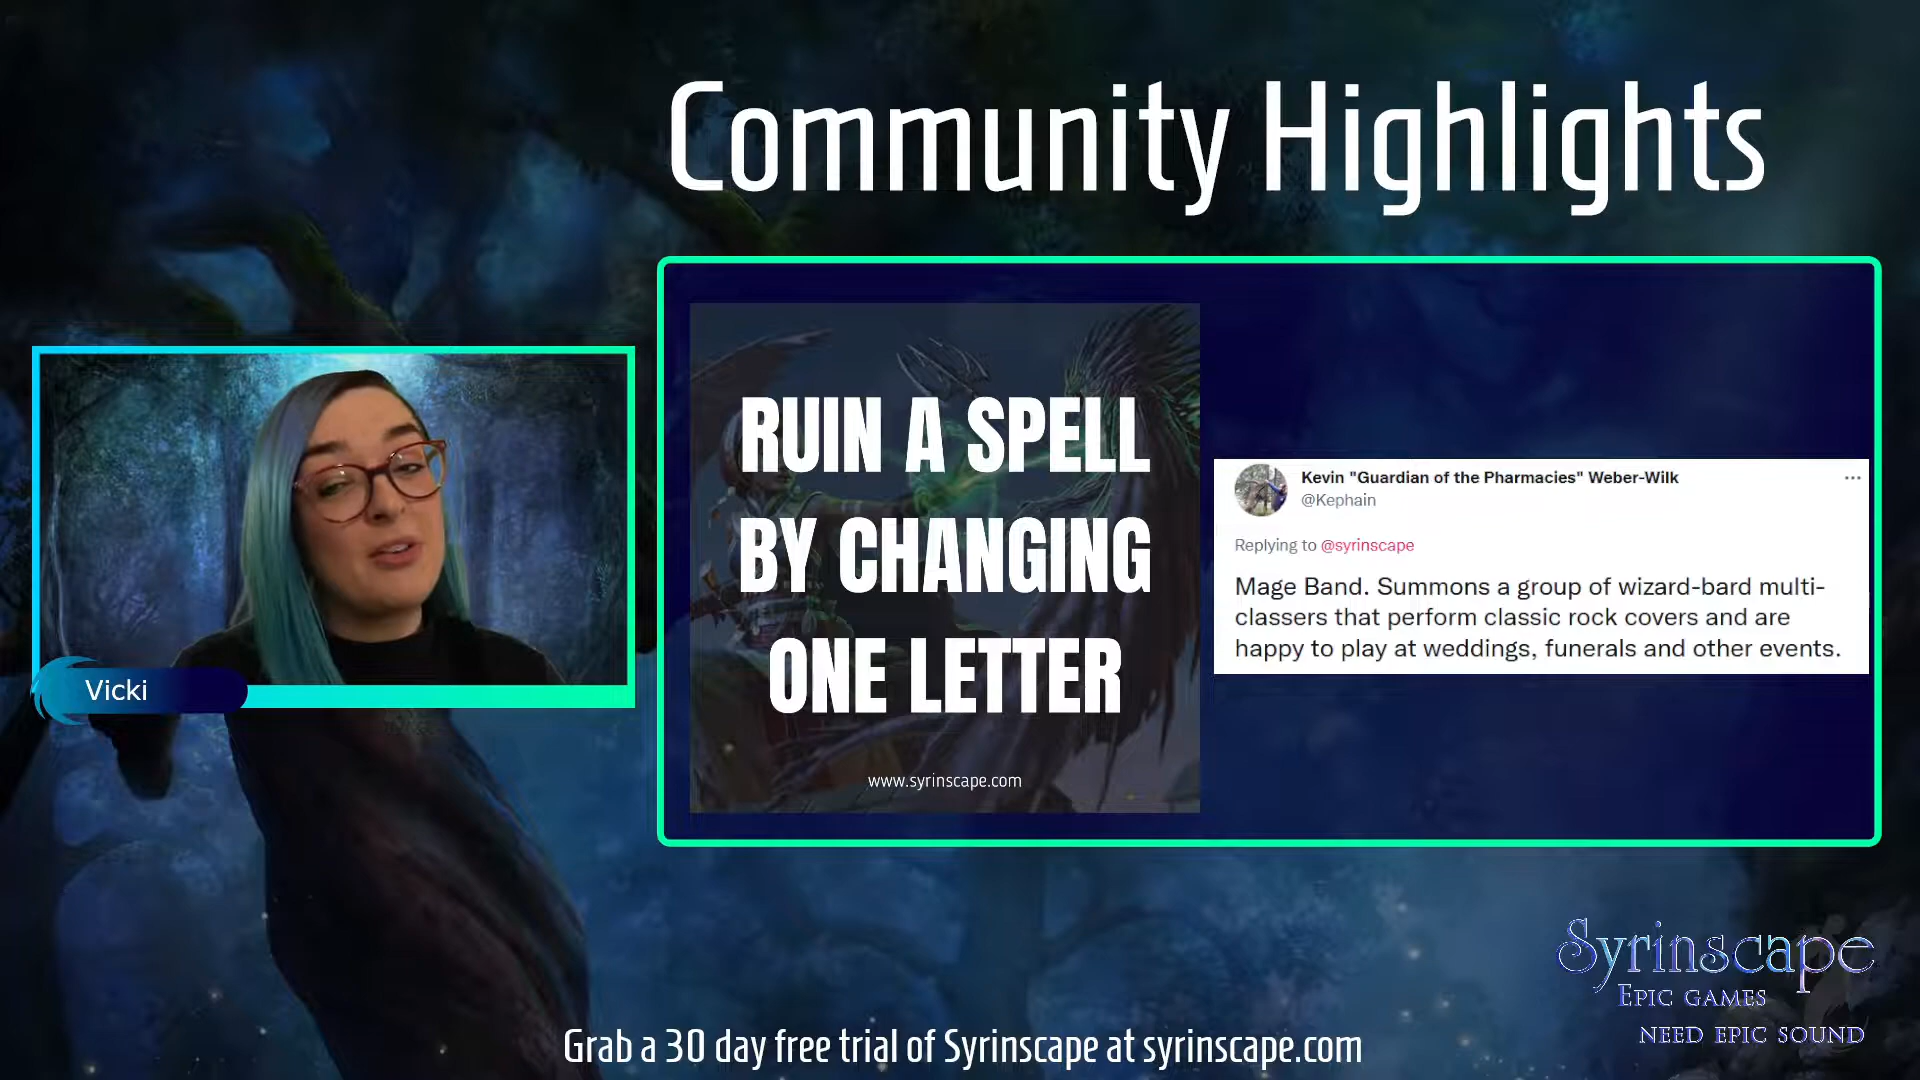 Community Highlights
RUIN A SPELL
BY CHANGING
ONE LETTER
www.syrinscape.com
Kevin "Guardian of the Pharmacies" Weber-Wilk
@Kephain
Replying to @syrinscape
Mage Band. Summons a group of wizard-bard multi-
classers that perform classic rock covers and are
happy to play at weddings, funerals and other events.
Vicki
Syrinscape
EPIC GAMES
NEED EPIC SOUND
Grab a 30 day free trial of Syrinscape at syrinscape.com